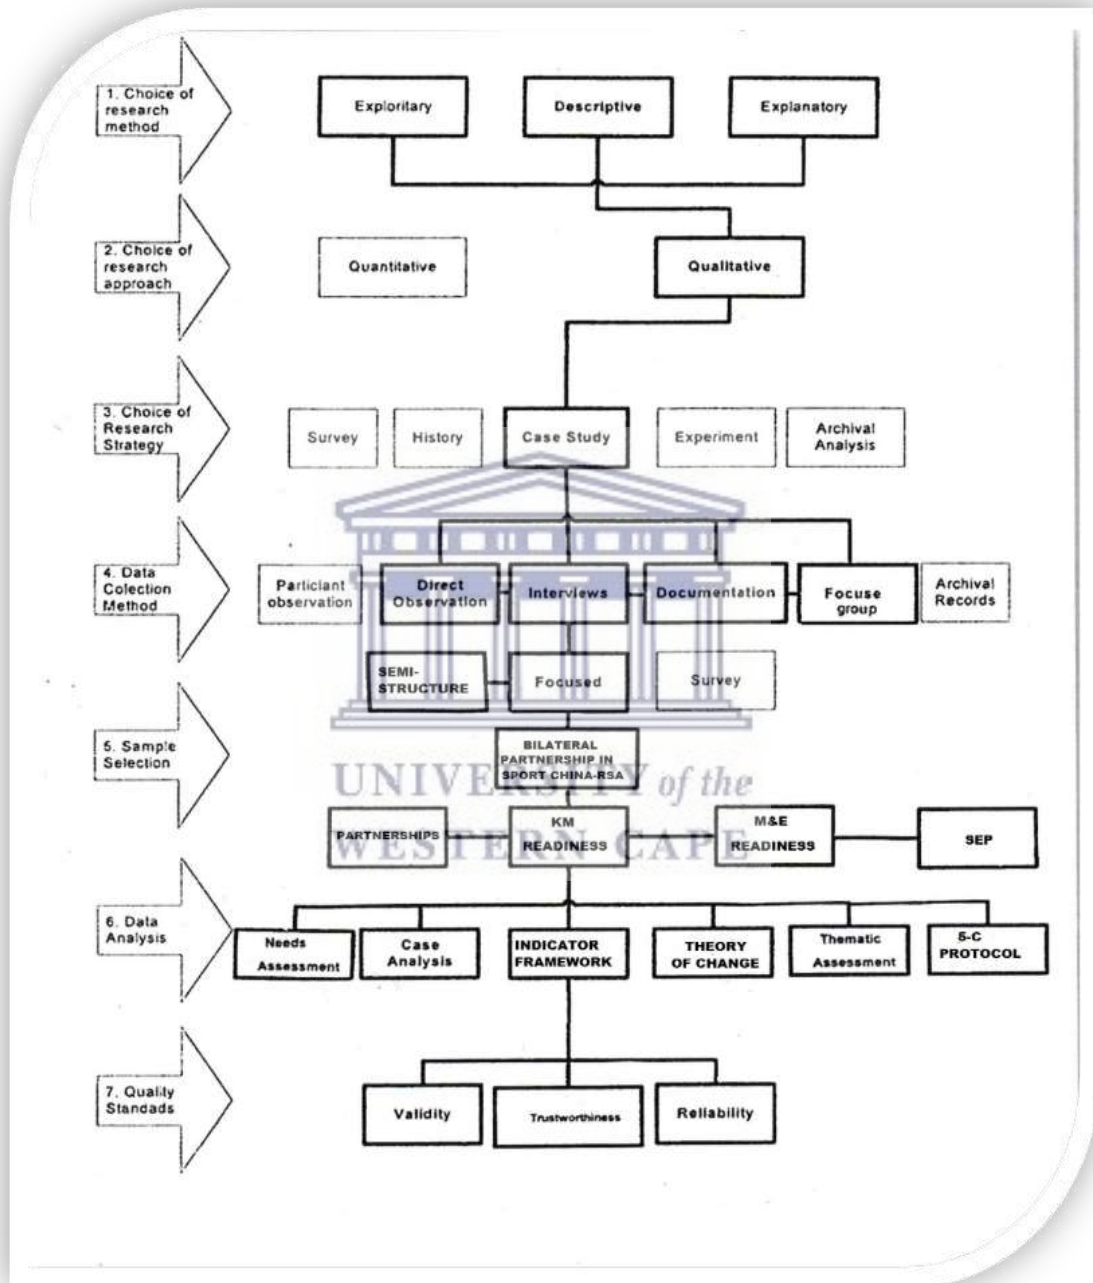 1. Choice of
research
method
Exploritary
Descriptive
Explanatory
2. Choice of
research
approach
Quantitative
Qualitative
3. Choice of
Research
Strategy
Survey
History
Case Study
Experiment
Archival
Analysis
4. Data
Colection
Method
Particiant
observation
Direct
Observation
Interviews
Documentation
Focuse
group
Archival
Records
SEMI-
STRUCTURE
Focused
Survey
5. Sample
Selection
BILATERAL
PARTNERSHIP IN
SPORT CHINA-RSA
UNIVERSITY of the
WESTERN CAPE
PARTNERSHIPS
KM
READINESS
M&E
READINESS
SEP
6. Data
Analysis
Needs
Assessment
Case
Analysis
INDICATOR
FRAMEWORK
THEORY
OF CHANGE
Thematic
Assessment
5-C
PROTOCOL
7. Quality
Standads
Validity
Trustworthiness
Reliability